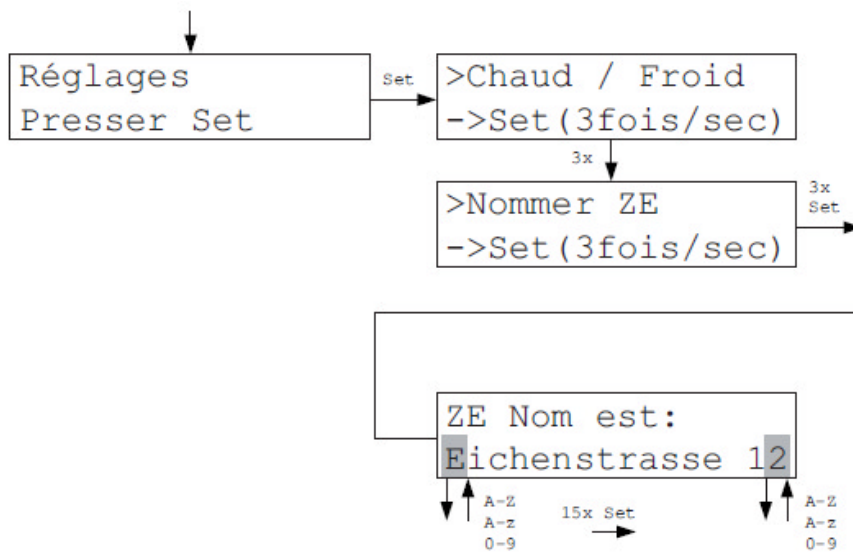 Réglages
Presser Set
Set
>Chaud / Froid
->Set(3fois/sec)
3x
>Nommer ZE
->Set(3fois/sec)
3x
Set
ZE Nom est:
Eichenstrasse 12
A-Z
A-z
0-9
15x Set
A-Z
A-z
0-9